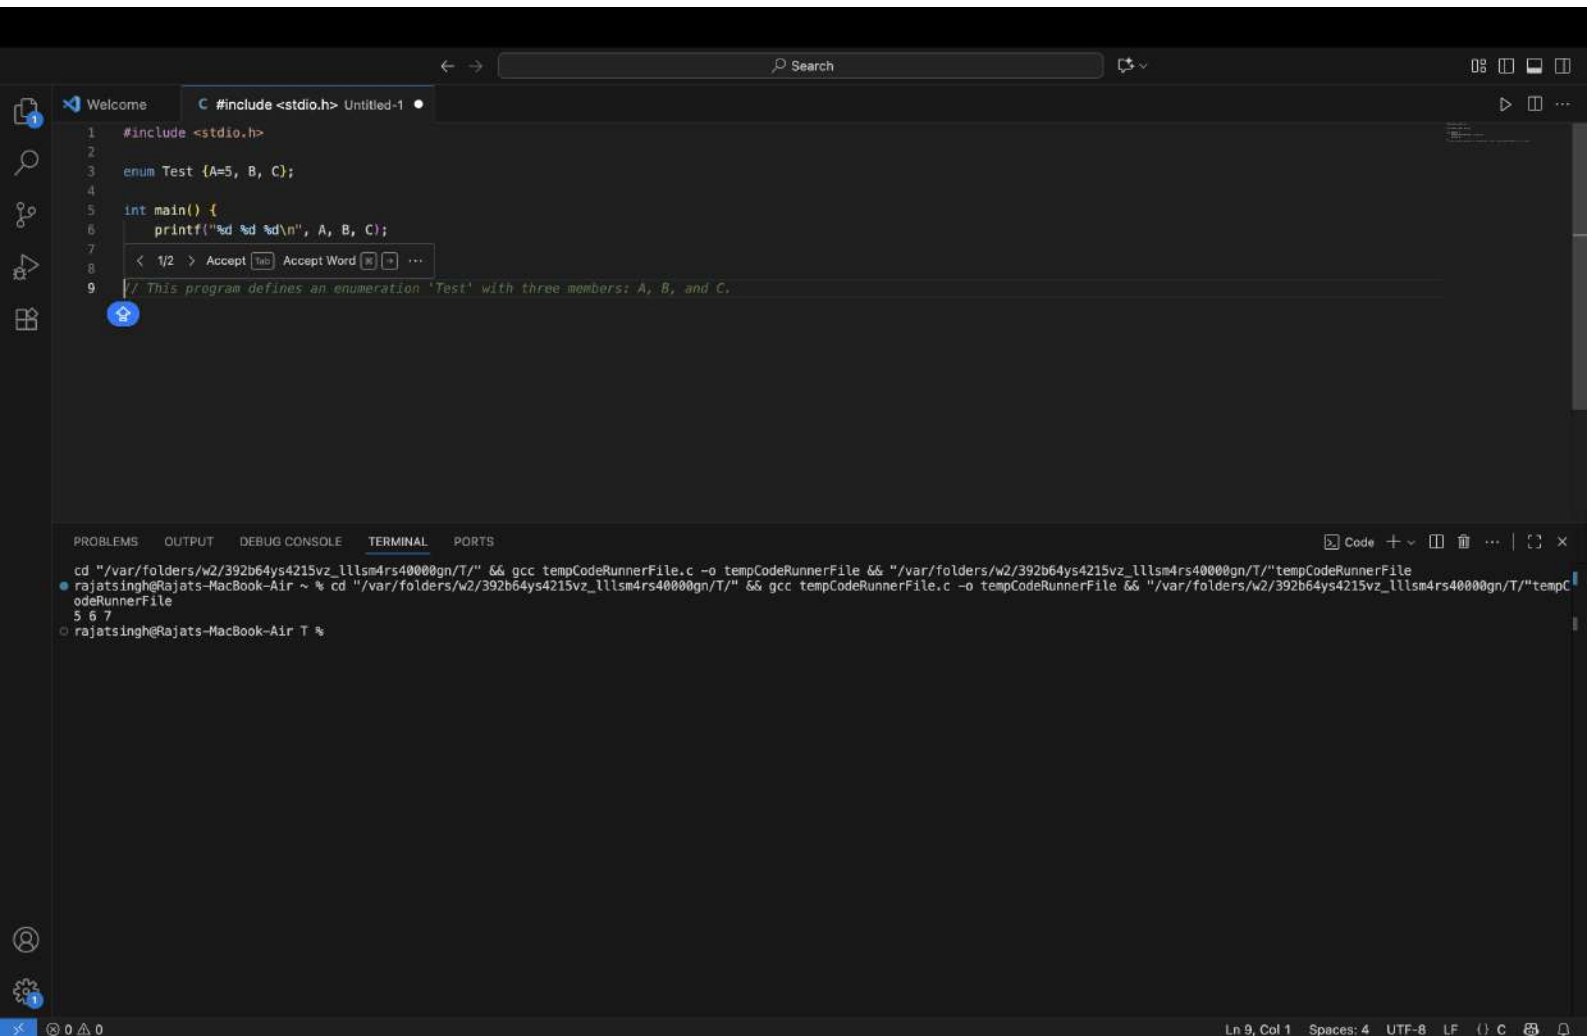 Search
Welcome
C #include <stdio.h> Untitled-1
1 #include <stdio.h>
2
3 enum Test {A=5, B, C};
4
5 int main() {
6 printf("%d %d %d\n", A, B, C);
7
< 1/2 > Accept Tab Accept Word ⌘ → ...
8
9 // This program defines an enumeration 'Test' with three members: A, B, and C.
PROBLEMS OUTPUT DEBUG CONSOLE TERMINAL PORTS
Code
cd "/var/folders/w2/392b64ys4215vz_lllsm4rs40000gn/T/" && gcc tempCodeRunnerFile.c -o tempCodeRunnerFile && "/var/folders/w2/392b64ys4215vz_lllsm4rs40000gn/T/"tempCodeRunnerFile
rajatsingh@Rajats-MacBook-Air ~ % cd "/var/folders/w2/392b64ys4215vz_lllsm4rs40000gn/T/" && gcc tempCodeRunnerFile.c -o tempCodeRunnerFile && "/var/folders/w2/392b64ys4215vz_lllsm4rs40000gn/T/"tempC
odeRunnerFile
5 6 7
rajatsingh@Rajats-MacBook-Air T %
1
1
0 0
Ln 9, Col 1 Spaces: 4 UTF-8 LF {} C